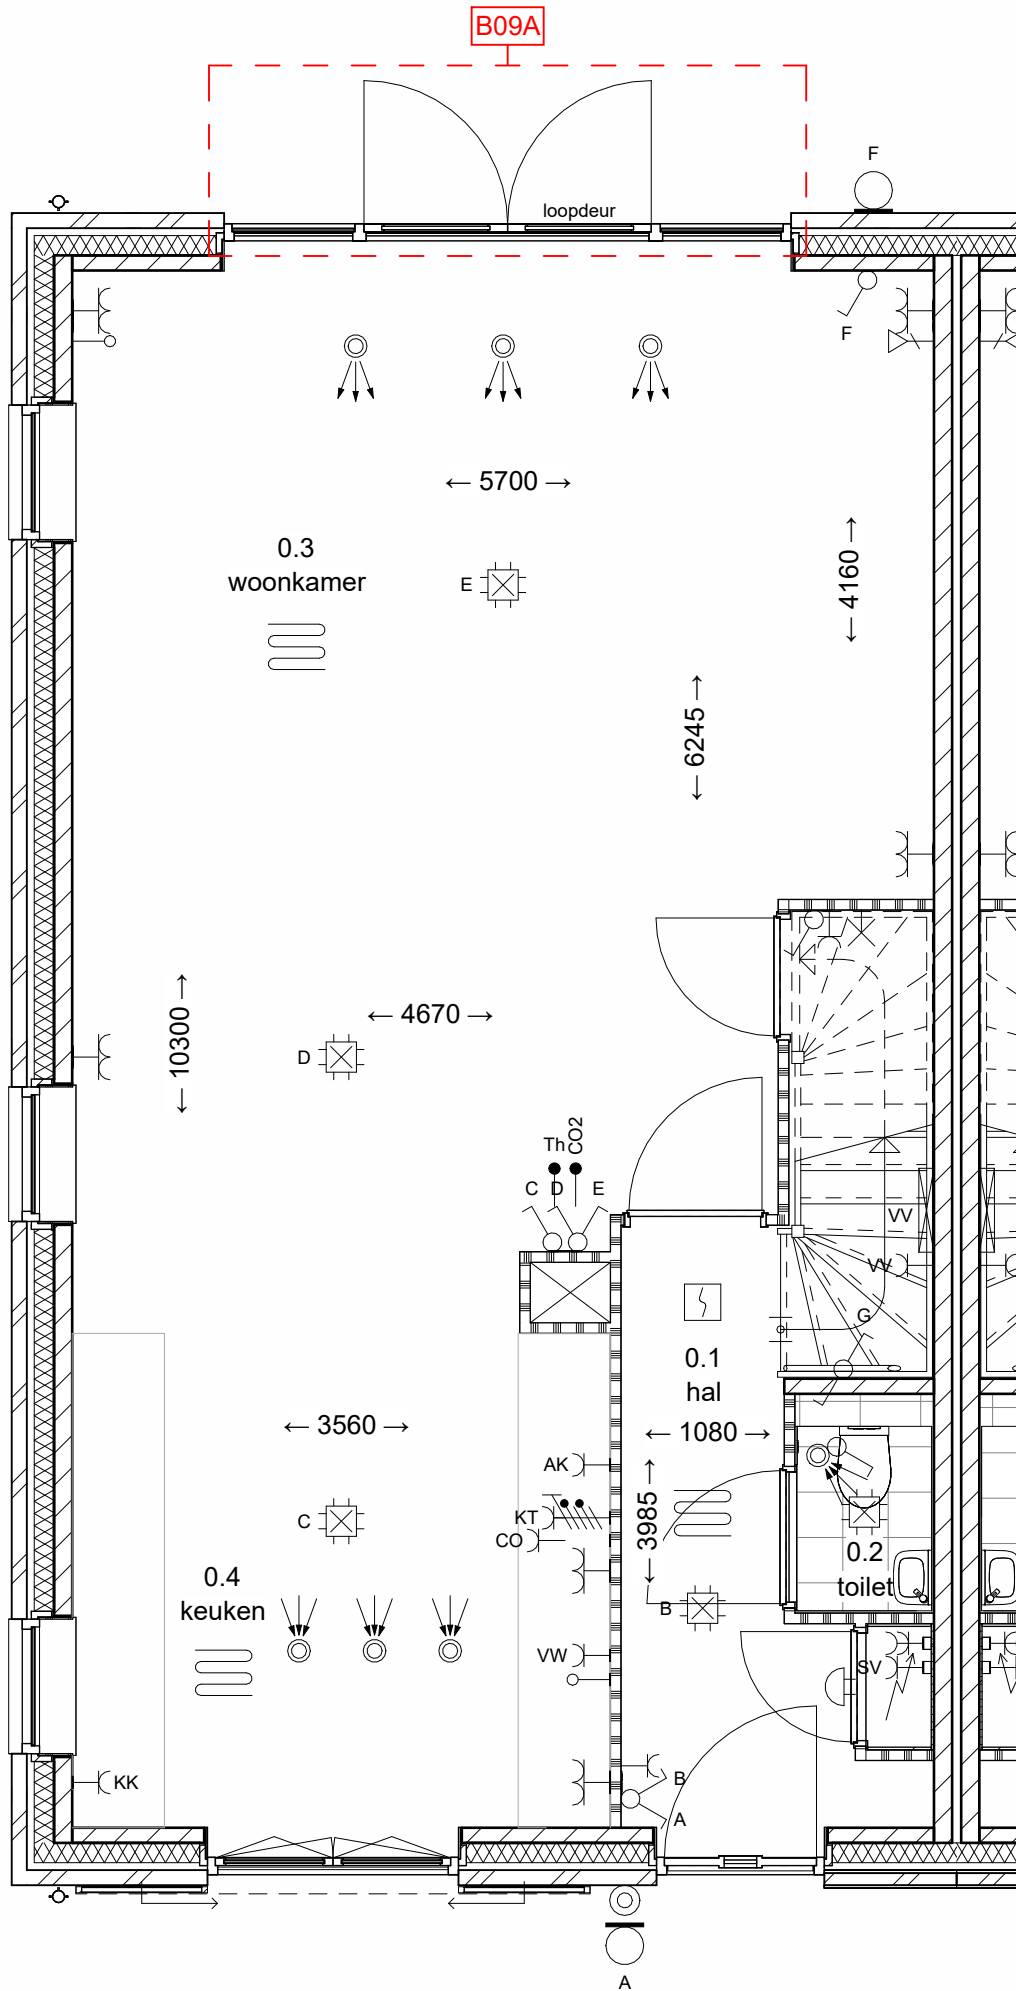 B09A
F
loopdeur
F
← 5700 →
0.3
woonkamer
← 4160 →
E
← 6245 →
← 10300 →
← 4670 →
D
Th
CO2
C
D
E
VV
VV
G
0.1
hal
← 3560 →
← 1080 →
AK
← 3985 →
KT
C
CO
0.2
toilet
0.4
keuken
B
VW
SV
KK
B
A
A